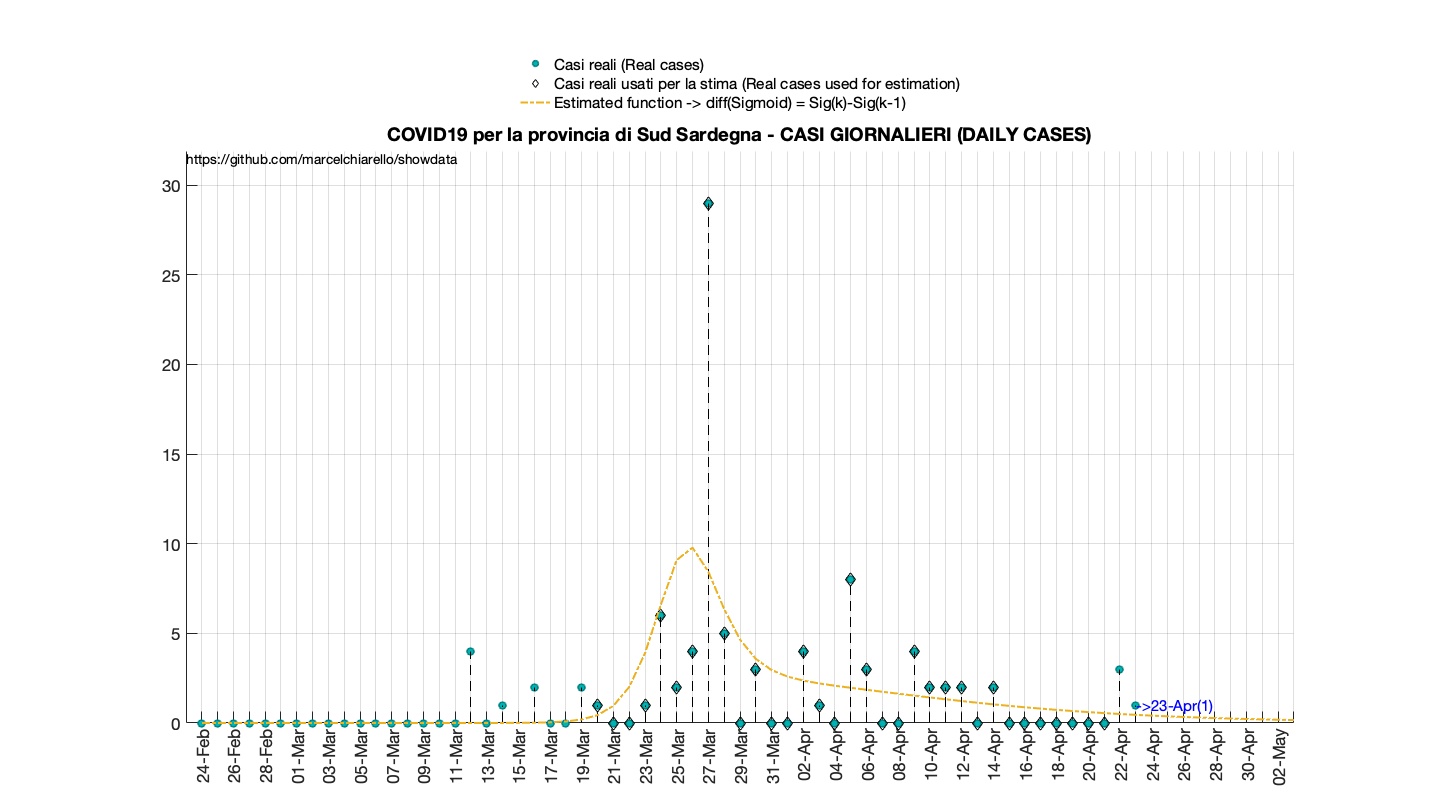 Casi reali (Real cases)
Casi reali usati per la stima (Real cases used for estimation)
Estimated function -> diff(Sigmoid) = Sig(k)-Sig(k-1)
COVID19 per la provincia di Sud Sardegna - CASI GIORNALIERI (DAILY CASES)
https://github.com/marcelchiarello/showdata
30
25
20
15
10
5
0
->23-Apr(1)
24-Feb
26-Feb
28-Feb
01-Mar
03-Mar
05-Mar
07-Mar
09-Mar
11-Mar
13-Mar
15-Mar
17-Mar
19-Mar
21-Mar
23-Mar
25-Mar
27-Mar
29-Mar
31-Mar
02-Apr
04-Apr
06-Apr
08-Apr
10-Apr
12-Apr
14-Apr
16-Apr
18-Apr
20-Apr
22-Apr
24-Apr
26-Apr
28-Apr
30-Apr
02-May